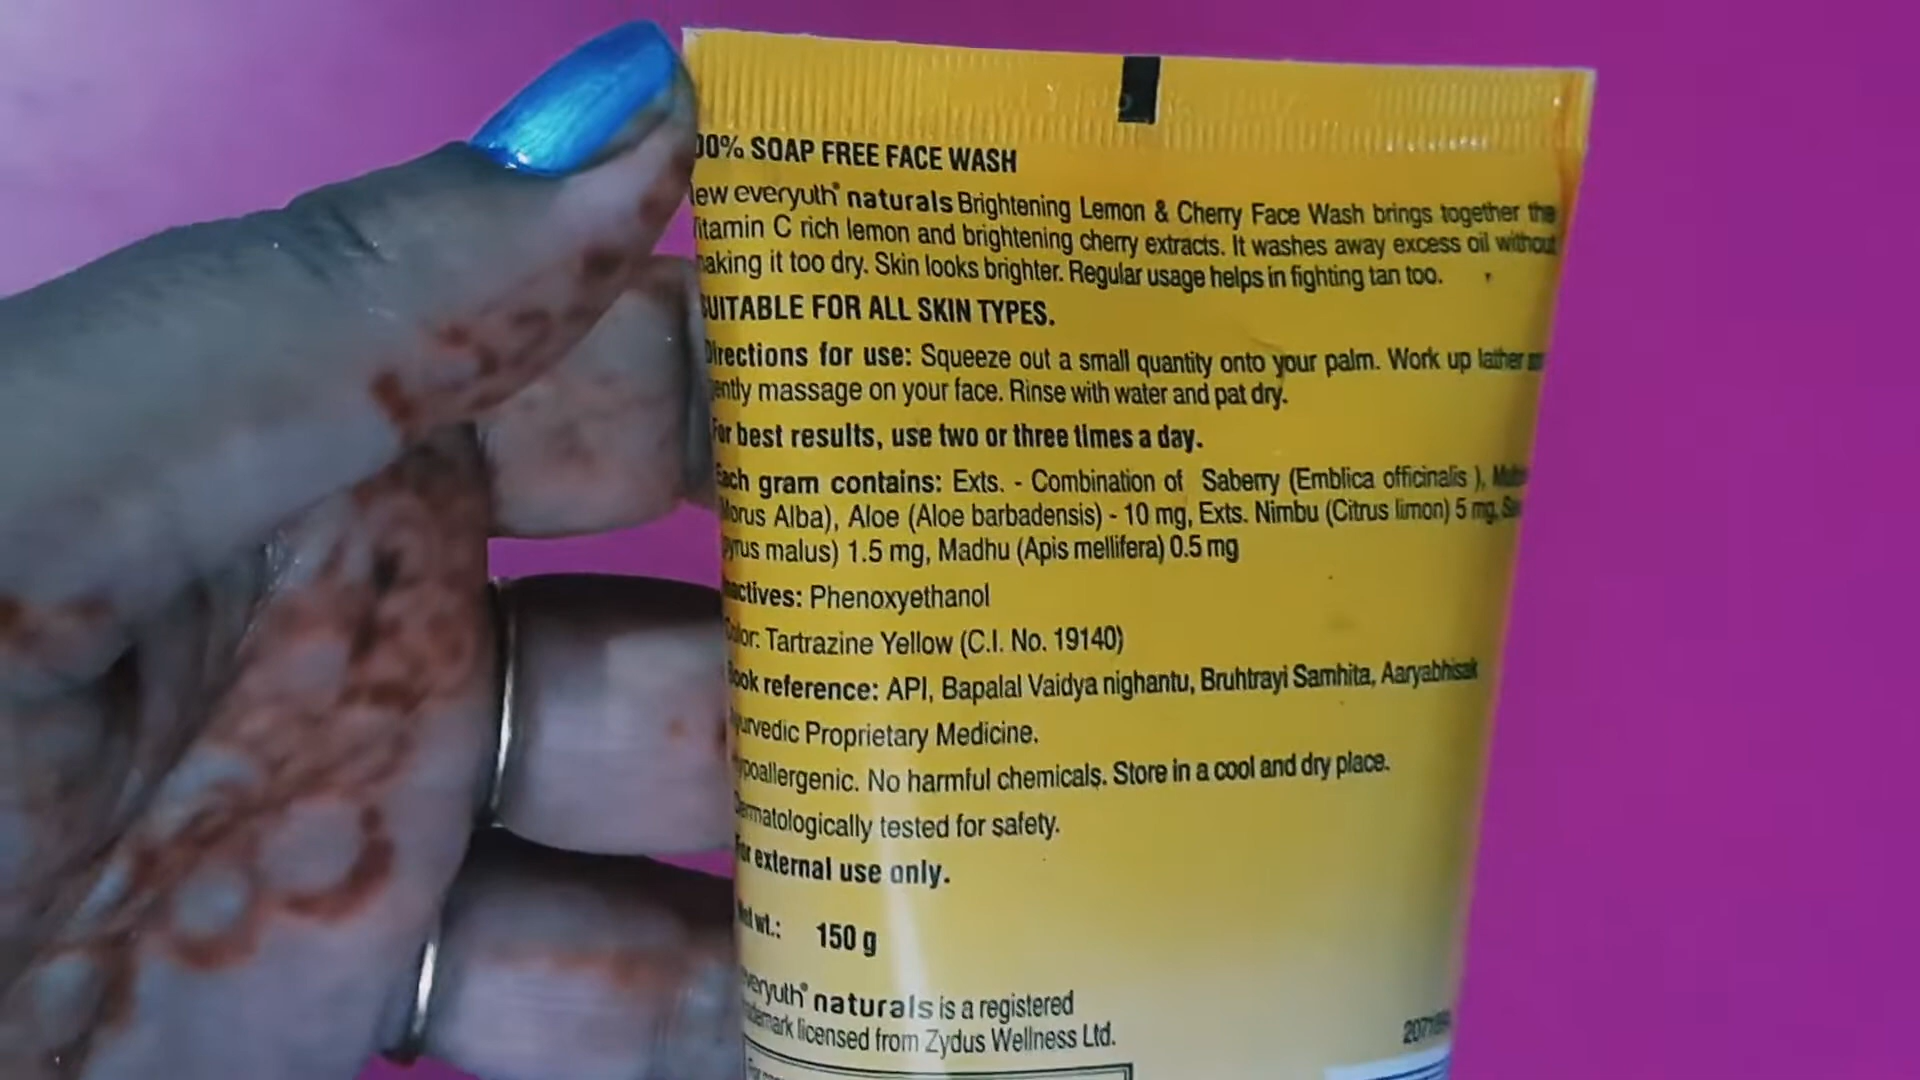 00% SOAP FREE FACE WASH
ew everyuth® naturals Brightening Lemon & Cherry Face Wash brings together the
itamin C rich lemon and brightening cherry extracts. It washes away excess oil without
aking it too dry. Skin looks brighter. Regular usage helps in fighting tan too.
SUITABLE FOR ALL SKIN TYPES.
Directions for use: Squeeze out a small quantity onto your palm. Work up lather
ently massage on your face. Rinse with water and pat dry.
For best results, use two or three times a day.
Each gram contains: Exts. - Combination of Saberry (Emblica officinalis ),
Morus Alba), Aloe (Aloe barbadensis) - 10 mg, Exts. Nimbu (Citrus limon) 5 mg,
pyrus malus) 1.5 mg, Madhu (Apis mellifera) 0.5 mg
actives: Phenoxyethanol
Color: Tartrazine Yellow (C.I. No. 19140)
Book reference: API, Bapalal Vaidya nighantu, Bruhtrayi Samhita, Aaryabhisak
yurvedic Proprietary Medicine.
ypoallergenic. No harmful chemicals. Store in a cool and dry place.
Dermatologically tested for safety.
For external use only.
Net wt.: 150 g
everyuth® naturals is a registered
trademark licensed from Zydus Wellness Ltd.